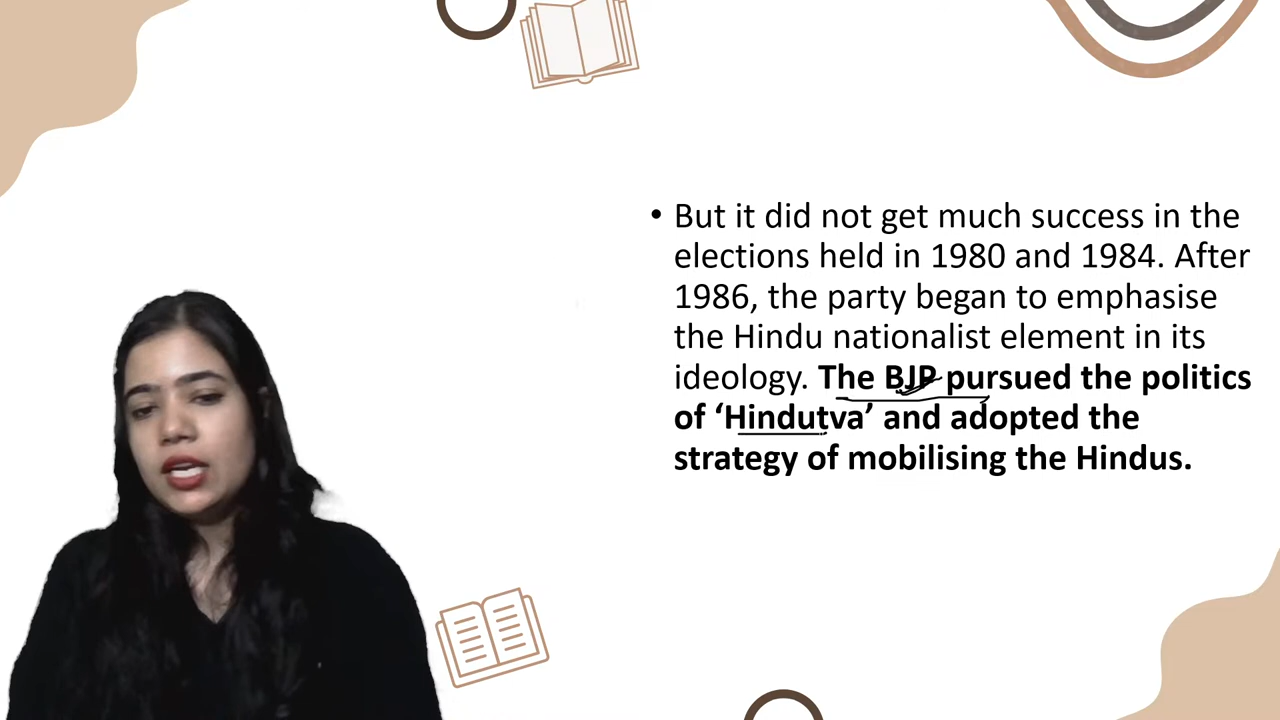 • But it did not get much success in the
elections held in 1980 and 1984. After
1986, the party began to emphasise
the Hindu nationalist element in its
ideology. The BJP pursued the politics
of ‘Hindutva’ and adopted the
strategy of mobilising the Hindus.